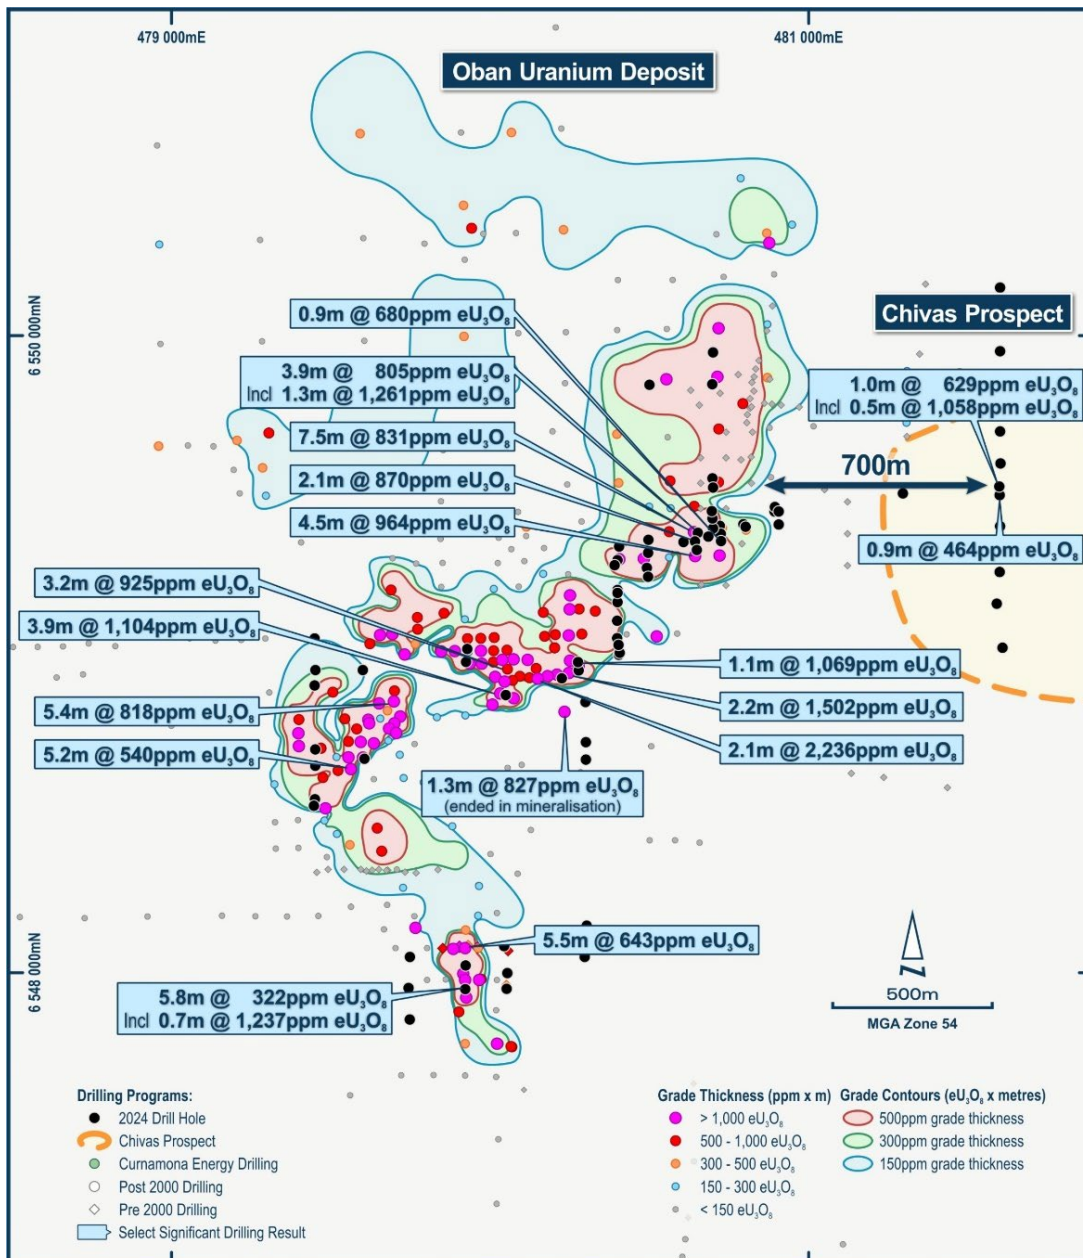 479 000mE
481 000mE
Oban Uranium Deposit
6 550 000mN
0.9m @ 680ppm eU₃O₈
Chivas Prospect
3.9m @ 805ppm eU₃O₈
Incl 1.3m @ 1,261ppm eU₃O₈
1.0m @ 629ppm eU₃O₈
Incl 0.5m @ 1,058ppm eU₃O₈
7.5m @ 831ppm eU₃O₈
700m
2.1m @ 870ppm eU₃O₈
4.5m @ 964ppm eU₃O₈
0.9m @ 464ppm eU₃O₈
3.2m @ 925ppm eU₃O₈
3.9m @ 1,104ppm eU₃O₈
1.1m @ 1,069ppm eU₃O₈
5.4m @ 818ppm eU₃O₈
2.2m @ 1,502ppm eU₃O₈
5.2m @ 540ppm eU₃O₈
2.1m @ 2,236ppm eU₃O₈
1.3m @ 827ppm eU₃O₈
(ended in mineralisation)
5.5m @ 643ppm eU₃O₈
6 548 000mN
5.8m @ 322ppm eU₃O₈
Incl 0.7m @ 1,237ppm eU₃O₈
N
500m
MGA Zone 54
Drilling Programs:
2024 Drill Hole
Chivas Prospect
Curnamona Energy Drilling
Post 2000 Drilling
Pre 2000 Drilling
Select Significant Drilling Result
Grade Thickness (ppm x m)
> 1,000 eU₃O₈
500 - 1,000 eU₃O₈
300 - 500 eU₃O₈
150 - 300 eU₃O₈
< 150 eU₃O₈
Grade Contours (eU₃O₈ x metres)
500ppm grade thickness
300ppm grade thickness
150ppm grade thickness